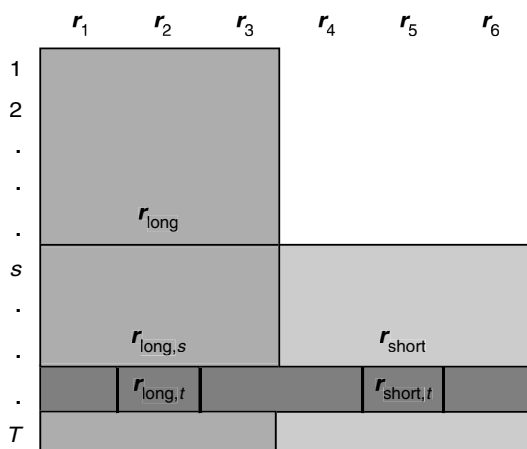 r1 r2 r3 r4 r5 r6
1
2
.
.
. rlong
s
.
. rlong,s rshort
. rlong,t rshort,t
T